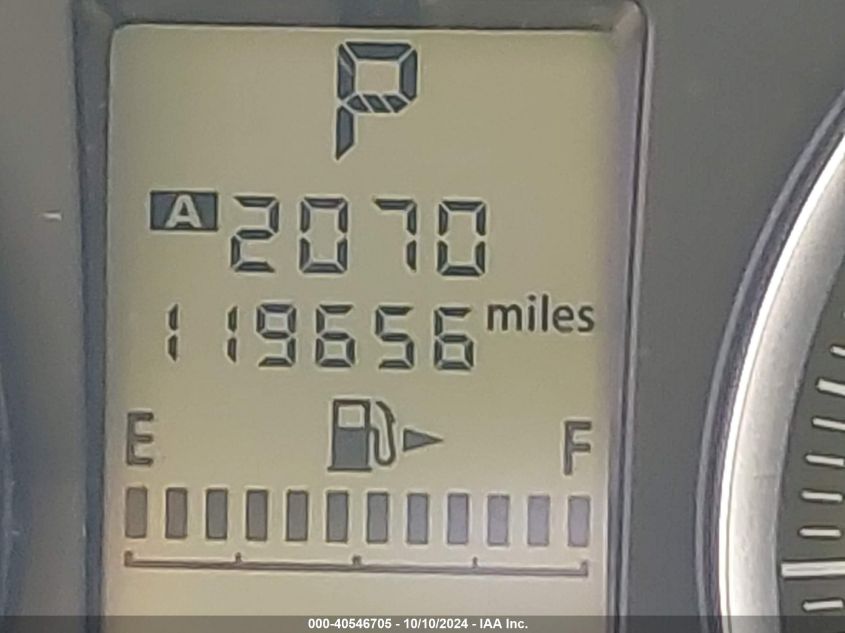 P
A 2070
119656 miles
E F
000-40546705 - 10/10/2024 - IAA Inc.